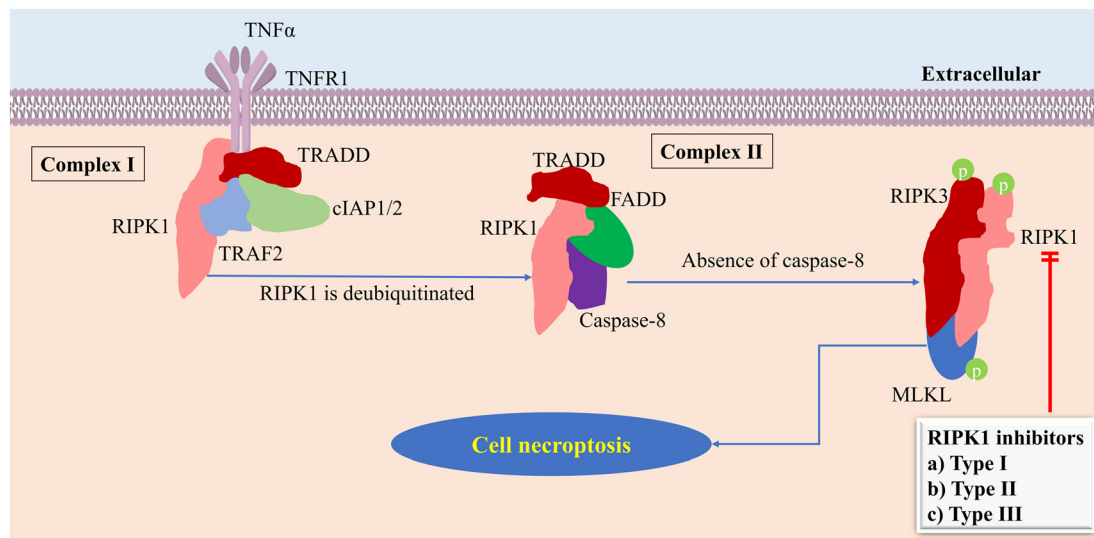 TNFα
TNFR1
Extracellular
Complex I
TRADD
RIPK1
cIAP1/2
TRAF2
RIPK1 is deubiquitinated
Complex II
TRADD
FADD
RIPK1
Caspase-8
Absence of caspase-8
p
p
RIPK3
RIPK1
p
MLKL
Cell necroptosis
RIPK1 inhibitors
a) Type I
b) Type II
c) Type III